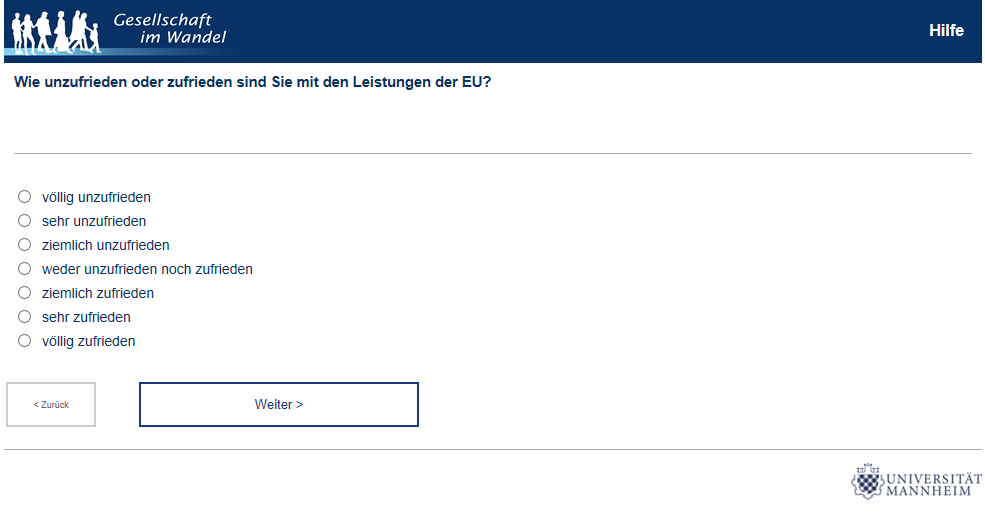 Gesellschaft
im Wandel
Hilfe
Wie unzufrieden oder zufrieden sind Sie mit den Leistungen der EU?
völlig unzufrieden
sehr unzufrieden
ziemlich unzufrieden
weder unzufrieden noch zufrieden
ziemlich zufrieden
sehr zufrieden
völlig zufrieden
< Zurück
Weiter >
UNIVERSITÄT
MANNHEIM